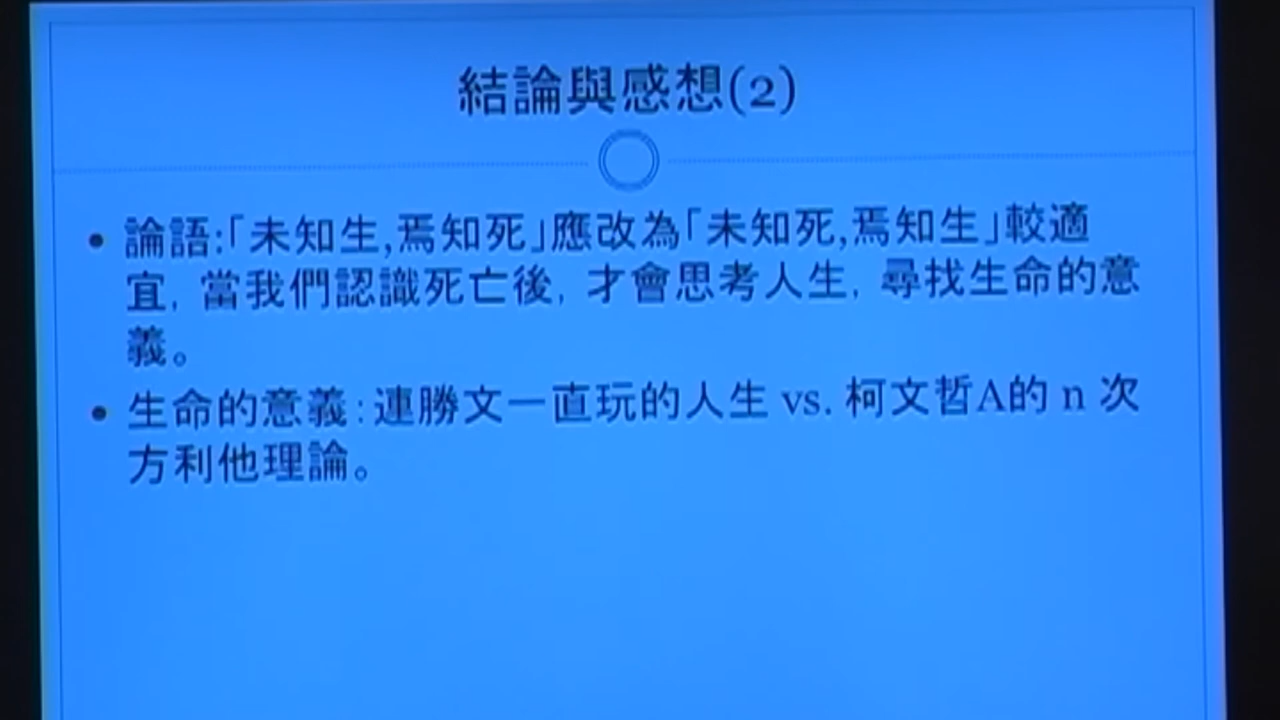 結論與感想(2)
• 論語:「未知生,焉知死」應改為「未知死,焉知生」較適
宜, 當我們認識死亡後, 才會思考人生, 尋找生命的意
義。
• 生命的意義:連勝文一直玩的人生 vs. 柯文哲A的 n 次
方利他理論。